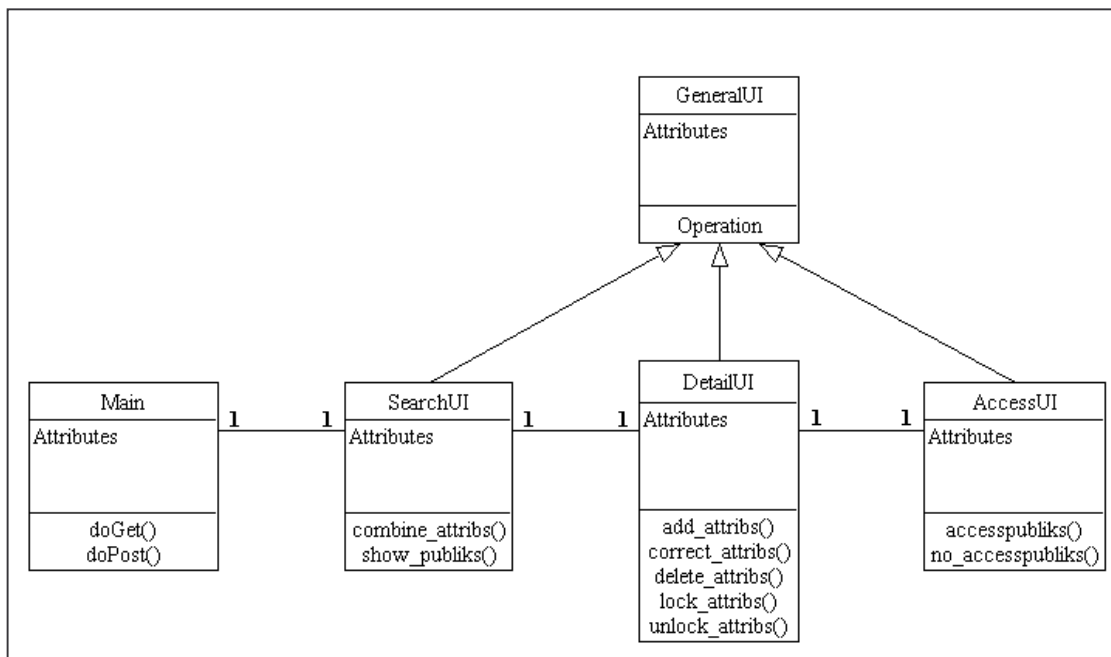 GeneralUI
Attributes
Operation
Main
Attributes
doGet()
doPost()
1 1
SearchUI
Attributes
combine_attribs()
show_publiks()
1 1
DetailUI
Attributes
add_attribs()
correct_attribs()
delete_attribs()
lock_attribs()
unlock_attribs()
1 1
AccessUI
Attributes
accesspubliks()
no_accesspubliks()